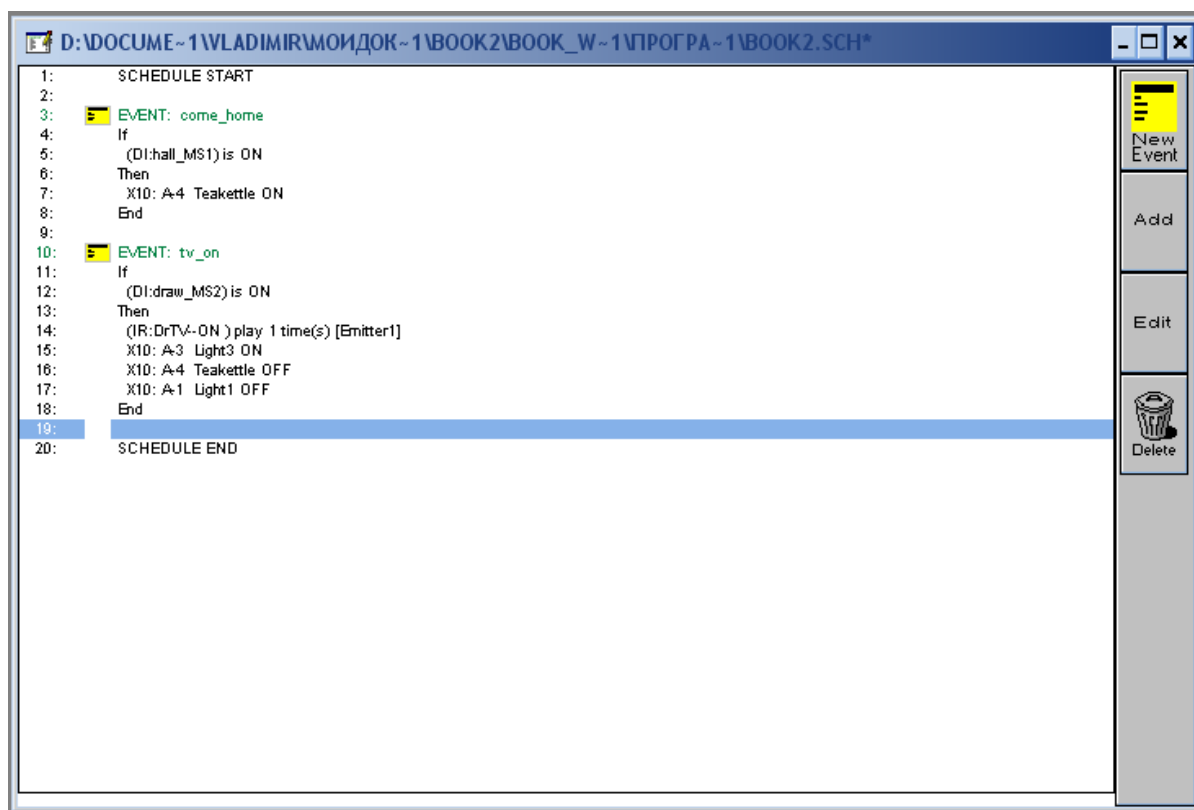 D:\DOCUME~1\VLADIMIR\МОИДОК~1\BOOK2\BOOK_W~1\ПРОГРА~1\BOOK2.SCH*
1: SCHEDULE START
2:
3: EVENT: come_home
4: If
5: (DI:hall_MS1) is ON
6: Then
7: X10: A-4 Teakettle ON
8: End
9:
10: EVENT: tv_on
11: If
12: (DI:draw_MS2) is ON
13: Then
14: (IR:DrTV--ON ) play 1 time(s) [Emitter1]
15: X10: A-3 Light3 ON
16: X10: A-4 Teakettle OFF
17: X10: A-1 Light1 OFF
18: End
19:
20: SCHEDULE END
New
Event
Add
Edit
Delete